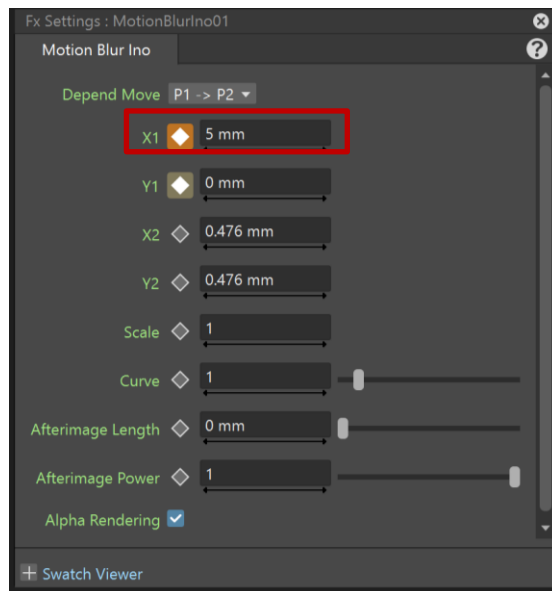 Fx Settings : MotionBlurIno01
Motion Blur Ino
?
Depend Move P1 -> P2
X1 5 mm
Y1 0 mm
X2 0.476 mm
Y2 0.476 mm
Scale 1
Curve 1
Afterimage Length 0 mm
Afterimage Power 1
Alpha Rendering
Swatch Viewer